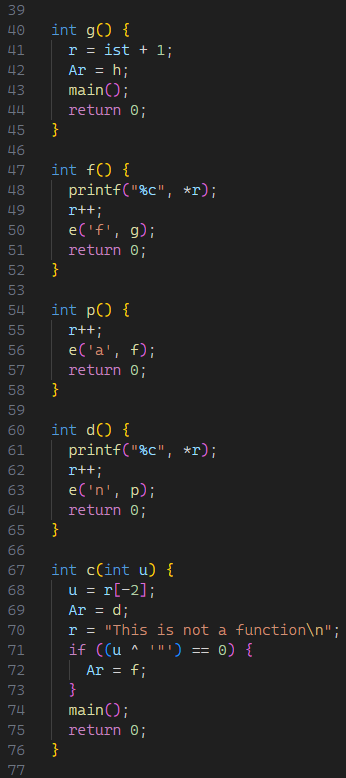 39
40 int g() {
41 r = ist + 1;
42 Ar = h;
43 main();
44 return 0;
45 }
46
47 int f() {
48 printf("%c", *r);
49 r++;
50 e('f', g);
51 return 0;
52 }
53
54 int p() {
55 r++;
56 e('a', f);
57 return 0;
58 }
59
60 int d() {
61 printf("%c", *r);
62 r++;
63 e('n', p);
64 return 0;
65 }
66
67 int c(int u) {
68 u = r[-2];
69 Ar = d;
70 r = "This is not a function\n";
71 if ((u ^ '"') == 0) {
72 Ar = f;
73 }
74 main();
75 return 0;
76 }
77